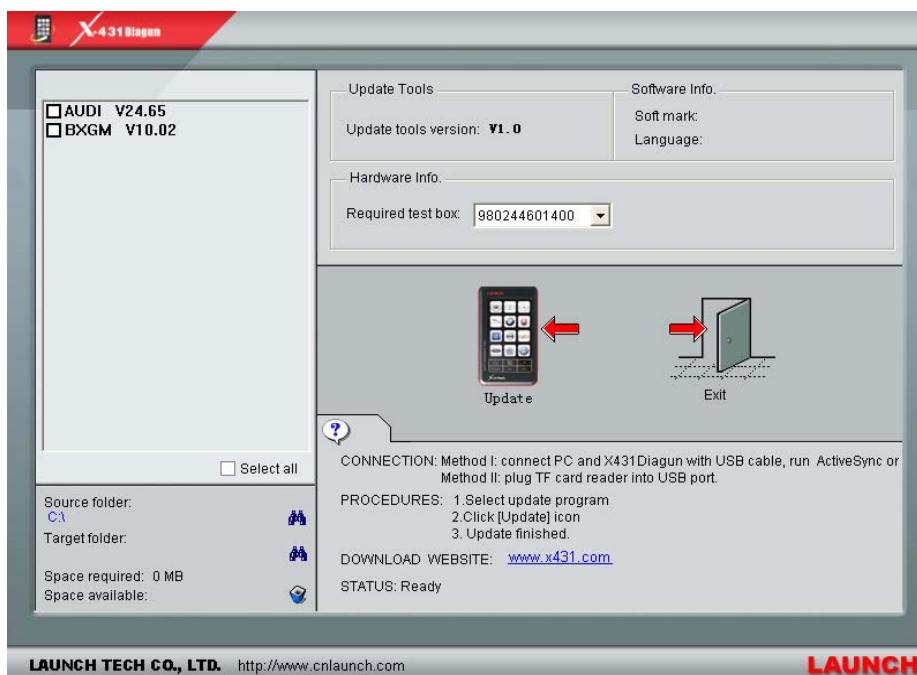 X-431 Diagun
AUDI V24.65
BXGM V10.02
Select all
Source folder:
C:\
Target folder:
Space required: 0 MB
Space available:
Update Tools
Update tools version: V1.0
Software Info.
Soft mark:
Language:
Hardware Info.
Required test box: 980244601400
Update
Exit
?
CONNECTION: Method I: connect PC and X431Diagun with USB cable, run ActiveSync or
Method II: plug TF card reader into USB port.
PROCEDURES: 1.Select update program
2.Click [Update] icon
3. Update finished.
DOWNLOAD WEBSITE: www.x431.com
STATUS: Ready
LAUNCH TECH CO., LTD. http://www.cnlaunch.com
LAUNCH